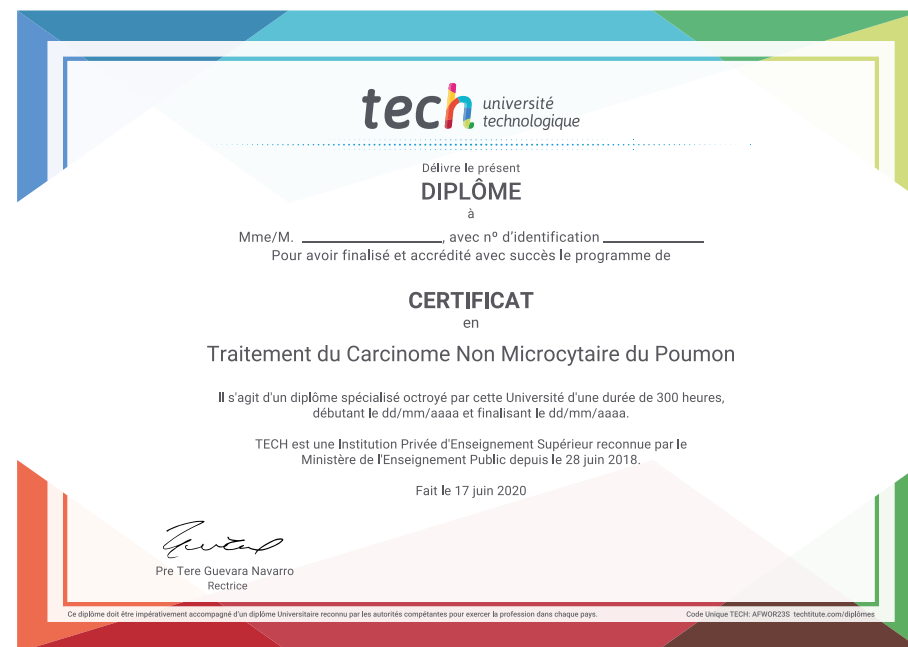 tech université
technologique
Délivre le présent
DIPLÔME
à
Mme/M. ____________________, avec nº d'identification ______________
Pour avoir finalisé et accrédité avec succès le programme de
CERTIFICAT
en
Traitement du Carcinome Non Microcytaire du Poumon
Il s'agit d'un diplôme spécialisé octroyé par cette Université d'une durée de 300 heures,
débutant le dd/mm/aaaa et finalisant le dd/mm/aaaa.
TECH est une Institution Privée d'Enseignement Supérieur reconnue par le
Ministère de l'Enseignement Public depuis le 28 juin 2018.
Fait le 17 juin 2020
Pre Tere Guevara Navarro
Rectrice
Ce diplôme doit être impérativement accompagné d'un diplôme Universitaire reconnu par les autorités compétentes pour exercer la profession dans chaque pays. Code Unique TECH: AFWOR23S techtitute.com/diplômes